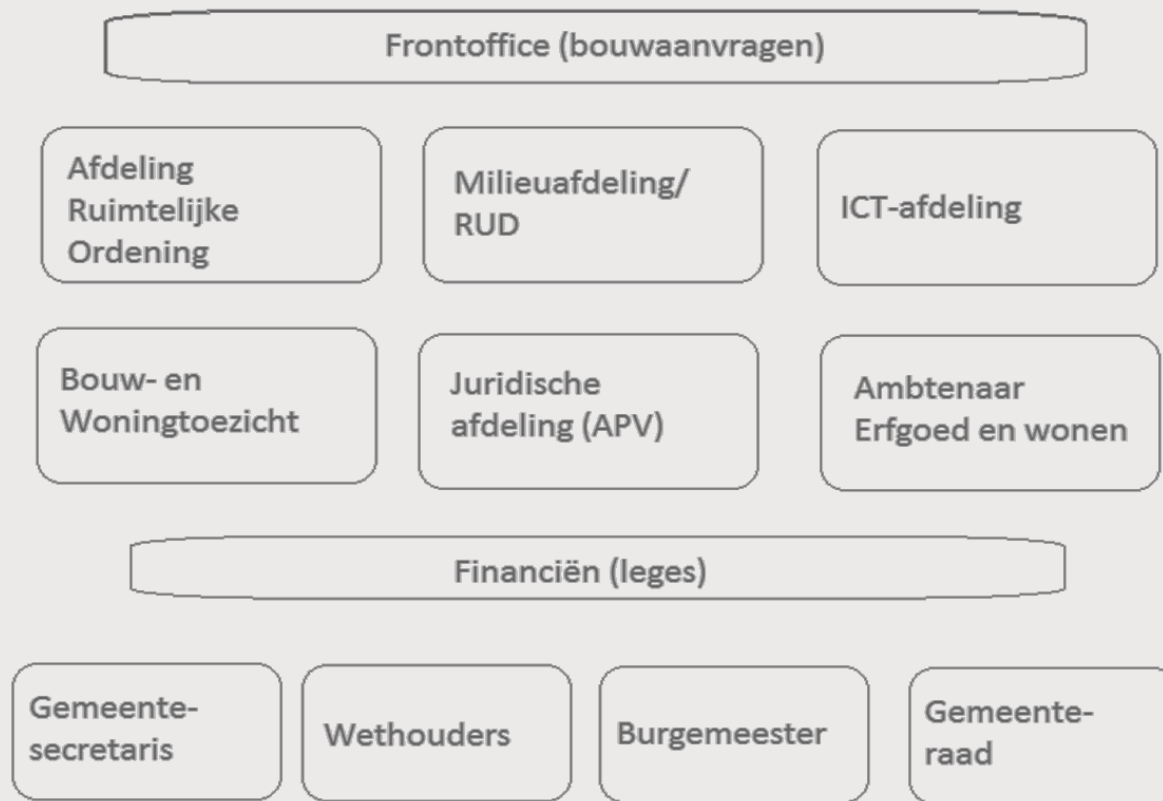 Frontoffice (bouwaanvragen)
Afdeling
Ruimtelijke
Ordening
Milieuafdeling/
RUD
ICT-afdeling
Bouw- en
Woningtoezicht
Juridische
afdeling (APV)
Ambtenaar
Erfgoed en wonen
Financiën (leges)
Gemeente-
secretaris
Wethouders
Burgemeester
Gemeente-
raad